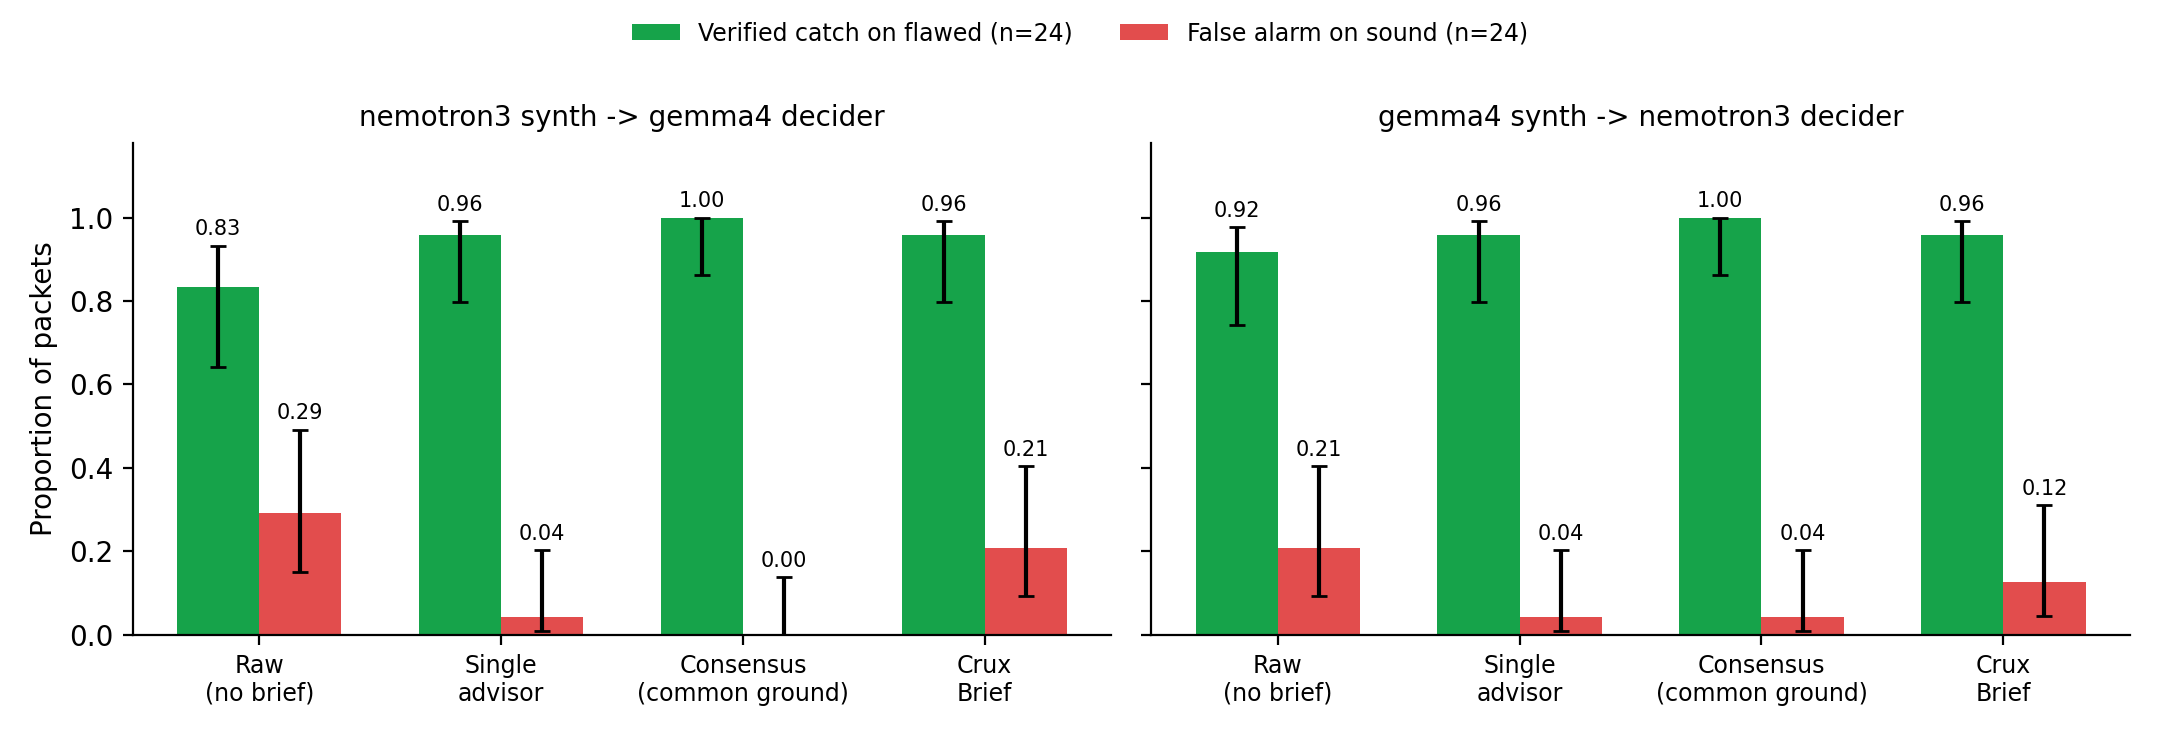 Verified catch on flawed (n=24) False alarm on sound (n=24)
nemotron3 synth -> gemma4 decider
Proportion of packets
1.0
0.8
0.6
0.4
0.2
0.0
0.83
0.29
0.96
0.04
1.00
0.00
0.96
0.21
Raw
(no brief)
Single
advisor
Consensus
(common ground)
Crux
Brief
gemma4 synth -> nemotron3 decider
0.92
0.21
0.96
0.04
1.00
0.04
0.96
0.12
Raw
(no brief)
Single
advisor
Consensus
(common ground)
Crux
Brief